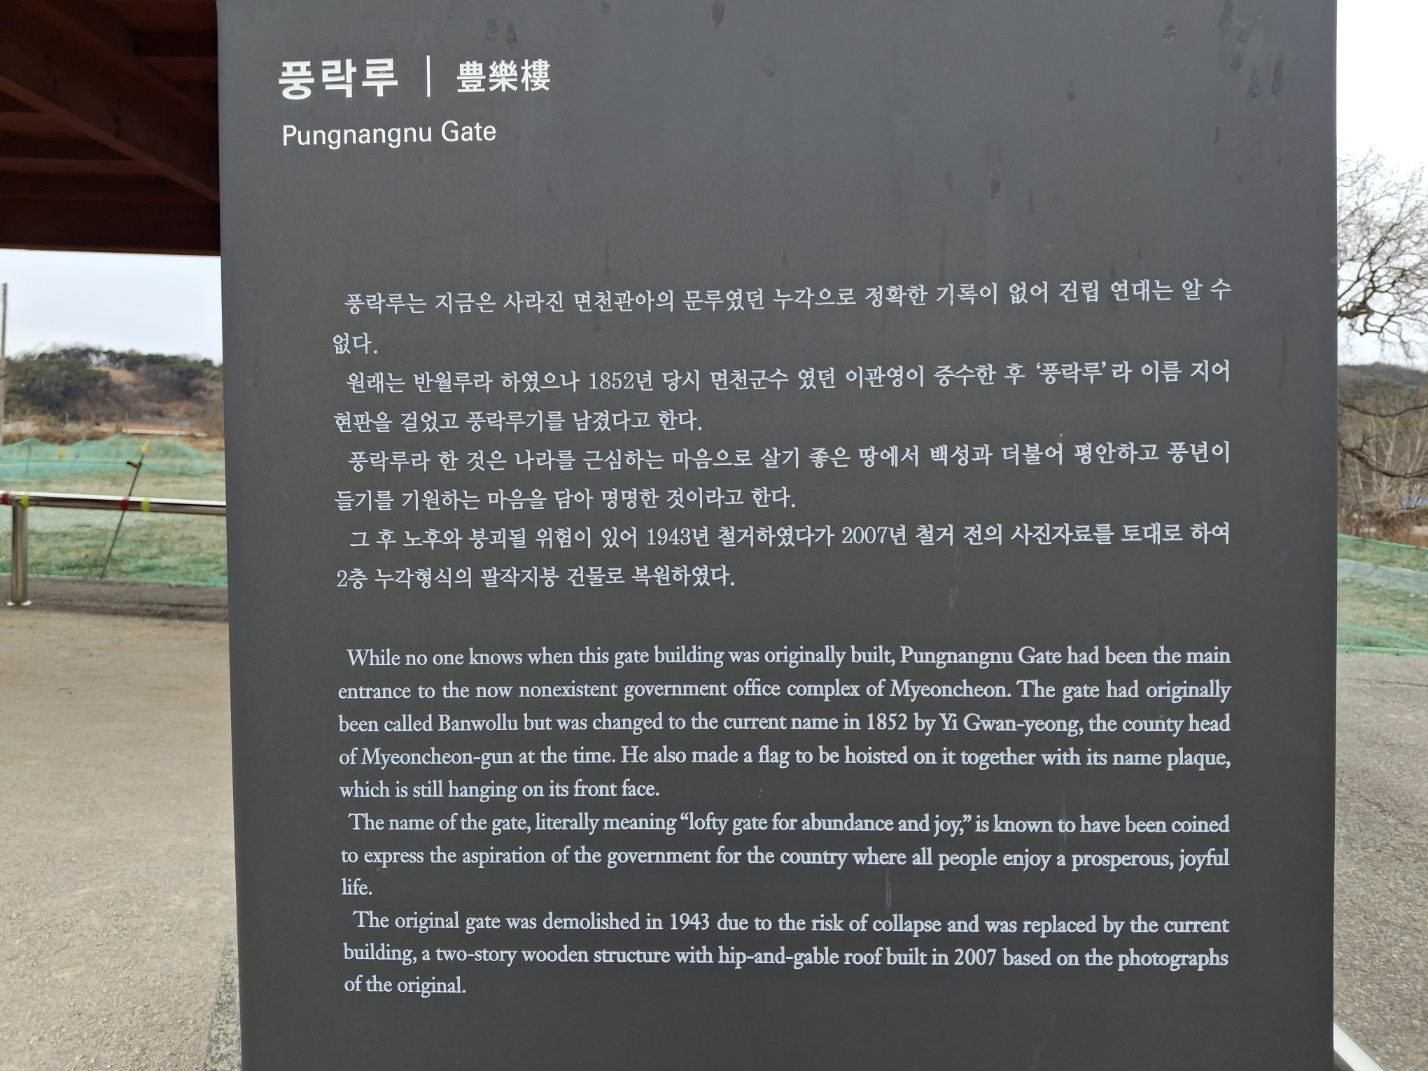 풍락루 | 豊樂樓
Pungnangnu Gate
풍락루는 지금은 사라진 면천관아의 문루였던 누각으로 정확한 기록이 없어 건립 연대는 알 수
없다.
원래는 반월루라 하였으나 1852년 당시 면천군수 였던 이관영이 중수한 후 ‘풍락루’라 이름 지어
현판을 걸었고 풍락루기를 남겼다고 한다.
풍락루라 한 것은 나라를 근심하는 마음으로 살기 좋은 땅에서 백성과 더불어 평안하고 풍년이
들기를 기원하는 마음을 담아 명명한 것이라고 한다.
그 후 노후와 붕괴될 위험이 있어 1943년 철거하였다가 2007년 철거 전의 사진자료를 토대로 하여
2층 누각형식의 팔작지붕 건물로 복원하였다.
While no one knows when this gate building was originally built, Pungnangnu Gate had been the main
entrance to the now nonexistent government office complex of Myeoncheon. The gate had originally
been called Banwollu but was changed to the current name in 1852 by Yi Gwan-yeong, the county head
of Myeoncheon-gun at the time. He also made a flag to be hoisted on it together with its name plaque,
which is still hanging on its front face.
The name of the gate, literally meaning “lofty gate for abundance and joy,” is known to have been coined
to express the aspiration of the government for the country where all people enjoy a prosperous, joyful
life.
The original gate was demolished in 1943 due to the risk of collapse and was replaced by the current
building, a two-story wooden structure with hip-and-gable roof built in 2007 based on the photographs
of the original.